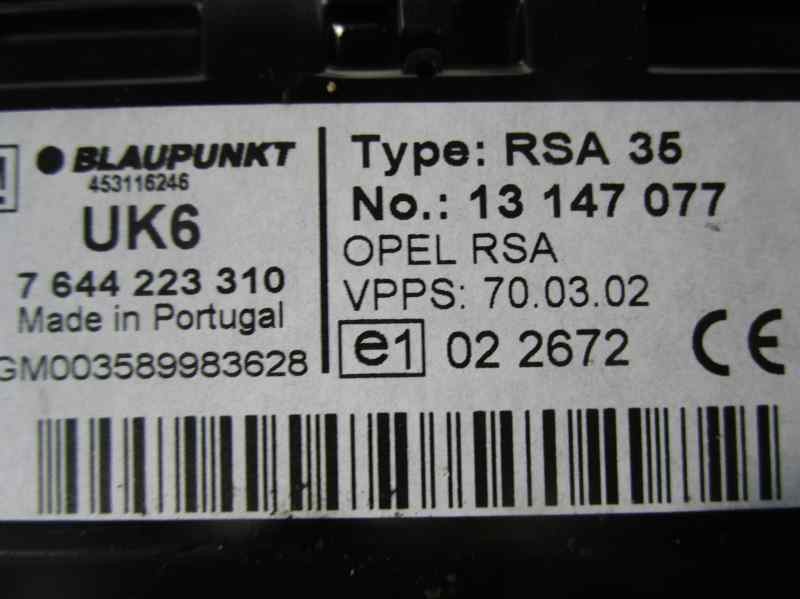 BLAUPUNKT
453116246
UK6
7 644 223 310
Made in Portugal
GM003589983628
Type: RSA 35
No.: 13 147 077
OPEL RSA
VPPS: 70.03.02
e1 02 2672 CE